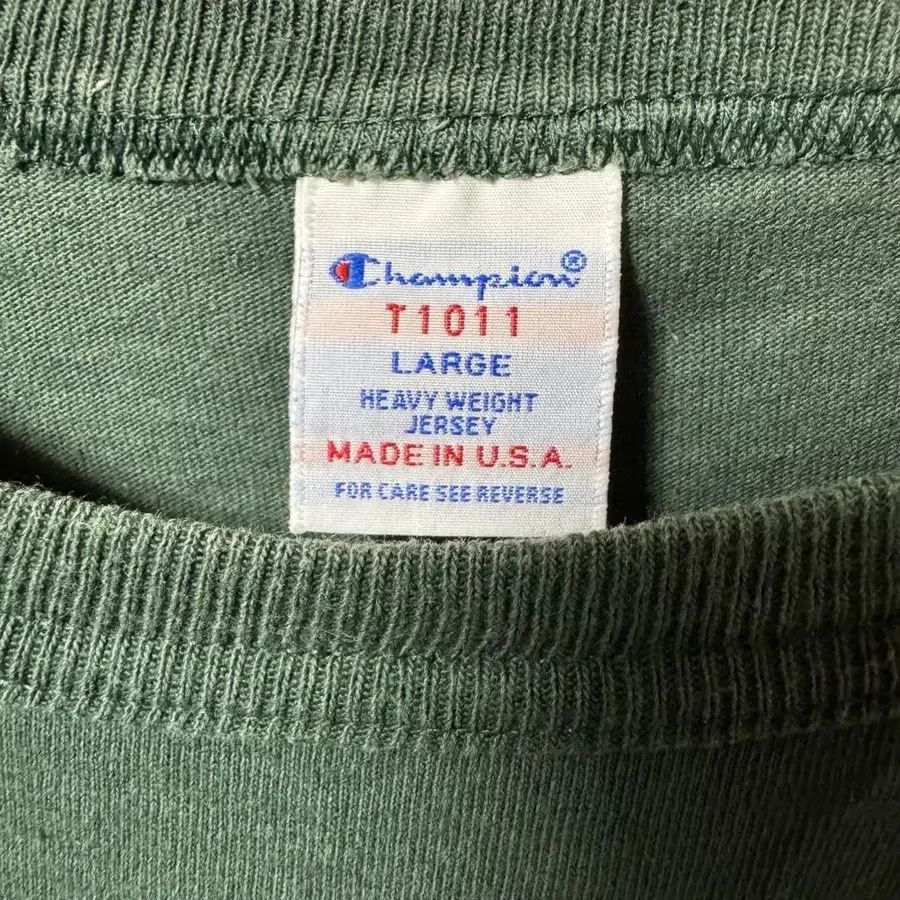 Champion®
T1011
LARGE
HEAVY WEIGHT
JERSEY
MADE IN U.S.A.
FOR CARE SEE REVERSE